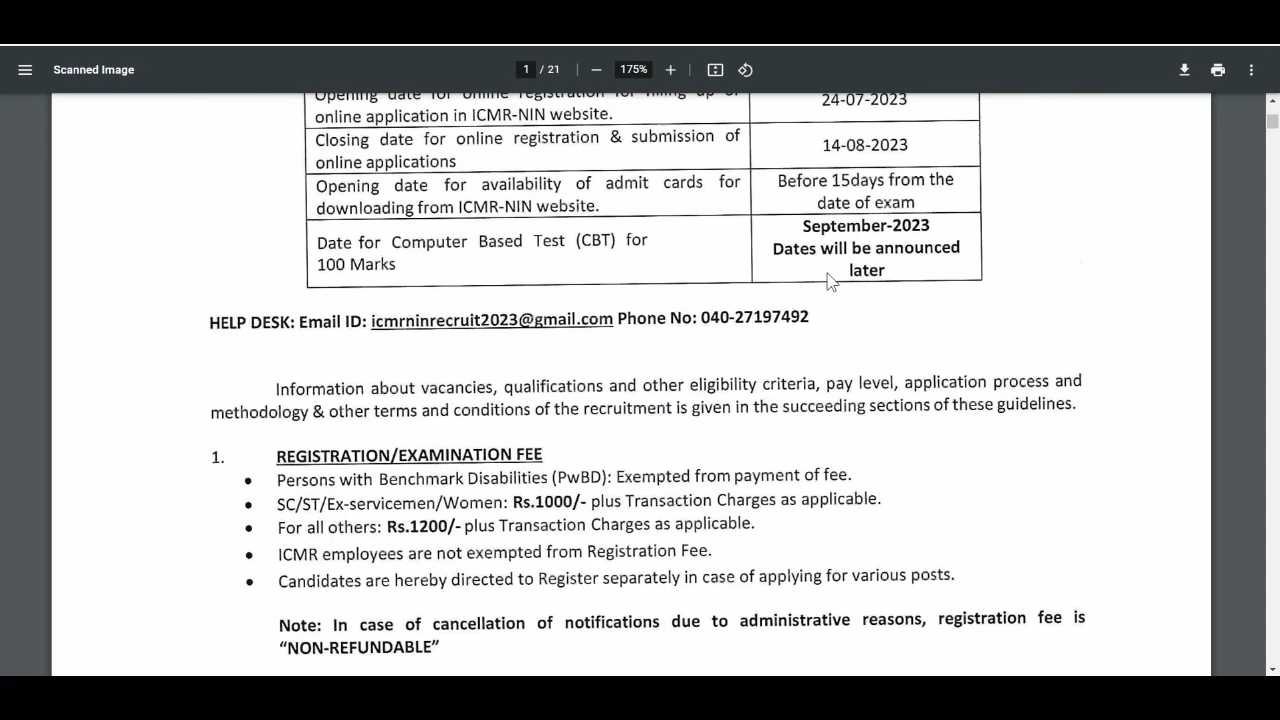 Scanned Image
1 / 21
175%
Opening date for online registration for filling up of
online application in ICMR-NIN website.
24-07-2023
Closing date for online registration & submission of
online applications
14-08-2023
Opening date for availability of admit cards for
downloading from ICMR-NIN website.
Before 15days from the
date of exam
Date for Computer Based Test (CBT) for
100 Marks
September-2023
Dates will be announced
later
HELP DESK: Email ID: icmrninrecruit2023@gmail.com Phone No: 040-27197492
Information about vacancies, qualifications and other eligibility criteria, pay level, application process and
methodology & other terms and conditions of the recruitment is given in the succeeding sections of these guidelines.
1. REGISTRATION/EXAMINATION FEE
• Persons with Benchmark Disabilities (PwBD): Exempted from payment of fee.
• SC/ST/Ex-servicemen/Women: Rs.1000/- plus Transaction Charges as applicable.
• For all others: Rs.1200/- plus Transaction Charges as applicable.
• ICMR employees are not exempted from Registration Fee.
• Candidates are hereby directed to Register separately in case of applying for various posts.
Note: In case of cancellation of notifications due to administrative reasons, registration fee is
“NON-REFUNDABLE”